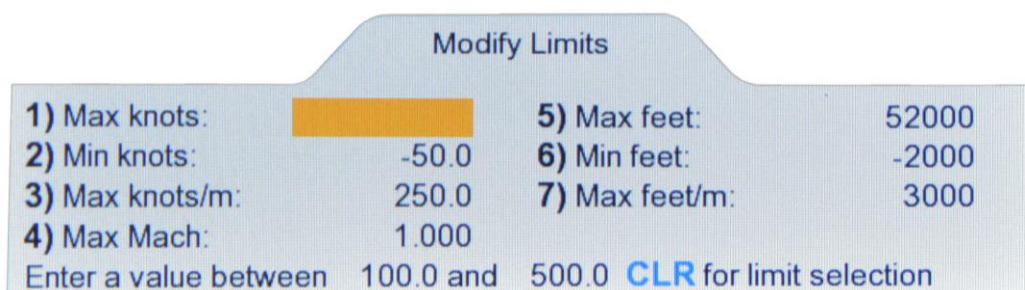 Modify Limits
1) Max knots: 5) Max feet: 52000
2) Min knots: -50.0 6) Min feet: -2000
3) Max knots/m: 250.0 7) Max feet/m: 3000
4) Max Mach: 1.000
Enter a value between 100.0 and 500.0 CLR for limit selection